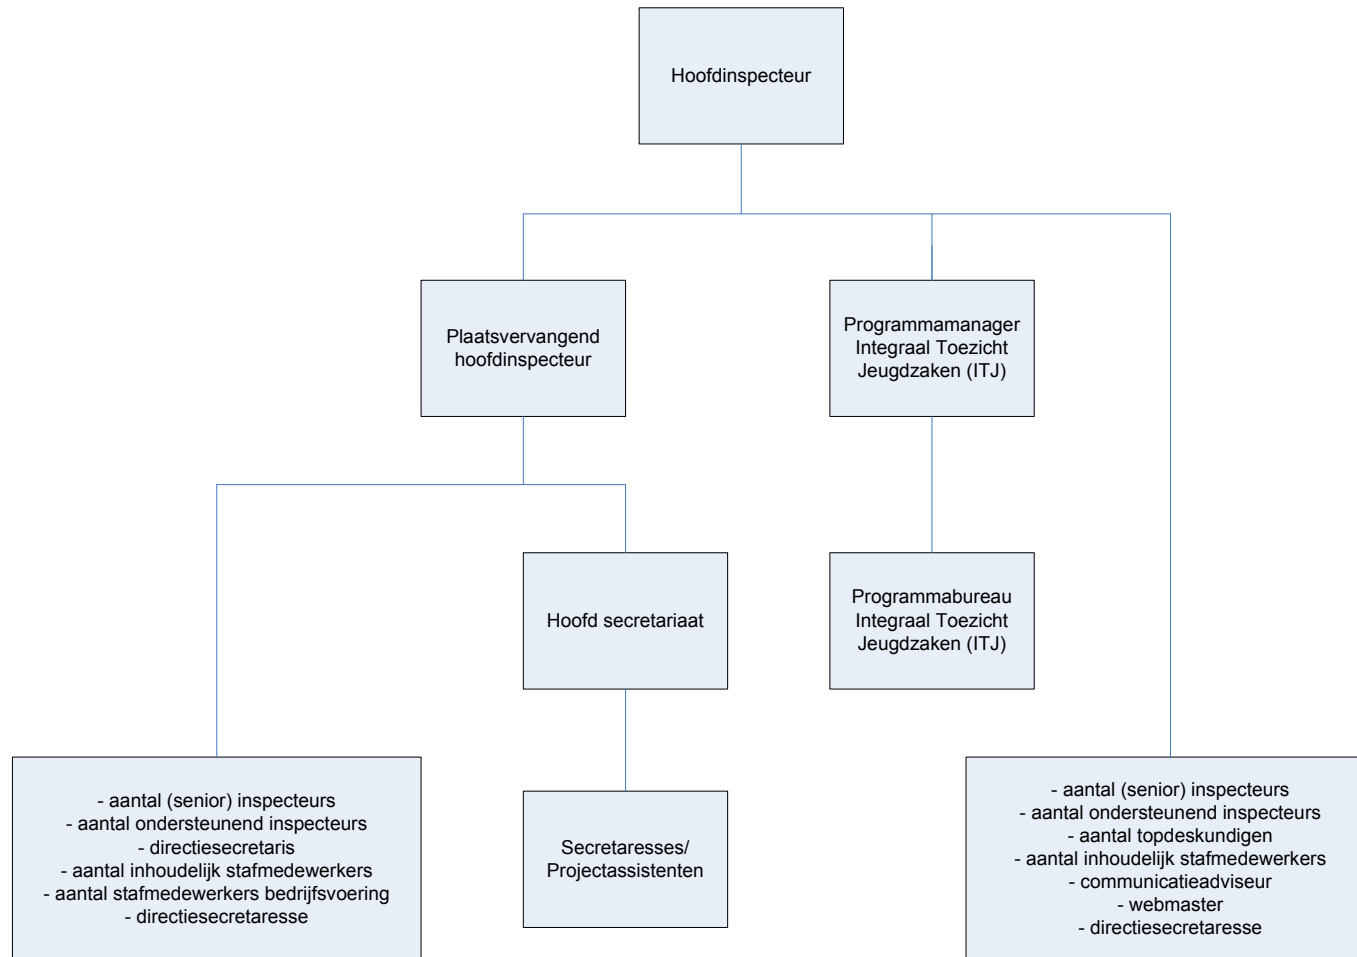 Hoofdinspecteur
Plaatsvervangend
hoofdinspecteur
Programmamanager
Integraal Toezicht
Jeugdzaken (ITJ)
Hoofd secretariaat
Programmabureau
Integraal Toezicht
Jeugdzaken (ITJ)
- aantal (senior) inspecteurs
- aantal ondersteunend inspecteurs
- directiesecretaris
- aantal inhoudelijk stafmedewerkers
- aantal stafmedewerkers bedrijfsvoering
- directiesecretaresse
Secretaresses/
Projectassistenten
- aantal (senior) inspecteurs
- aantal ondersteunend inspecteurs
- aantal topdeskundigen
- aantal inhoudelijk stafmedewerkers
- communicatieadviseur
- webmaster
- directiesecretaresse